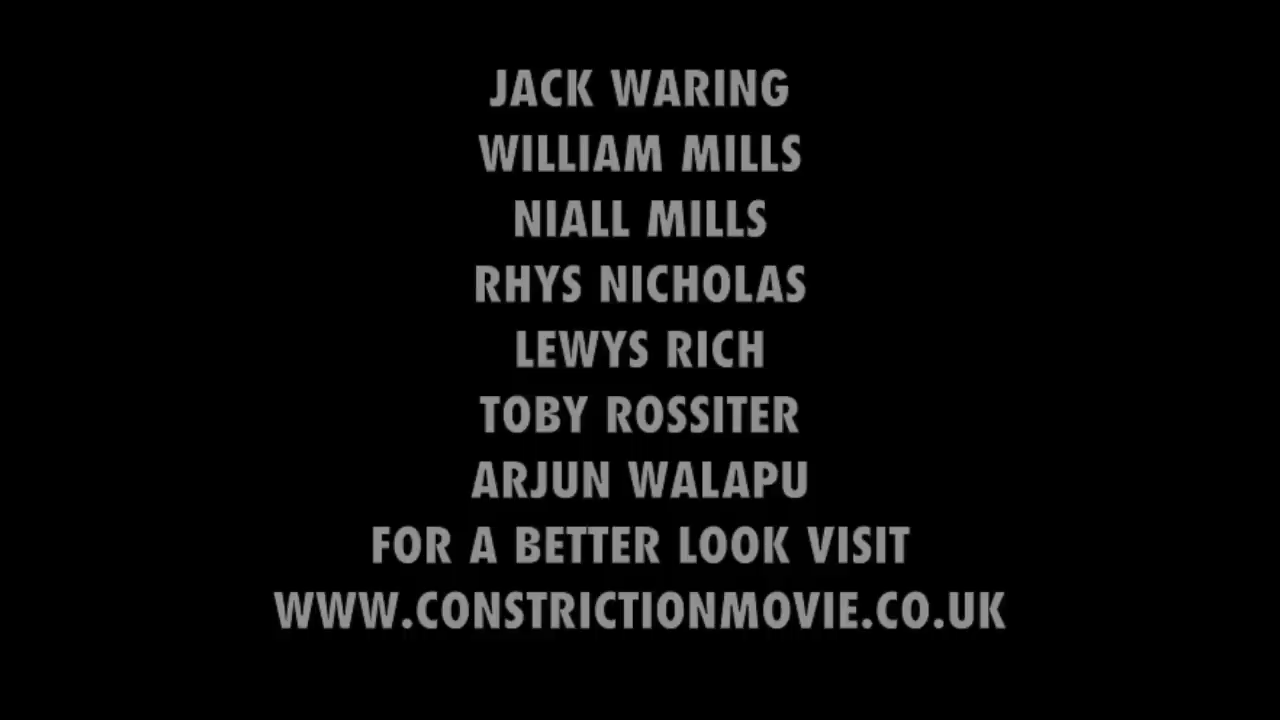 JACK WARING
WILLIAM MILLS
NIALL MILLS
RHYS NICHOLAS
LEWYS RICH
TOBY ROSSITER
ARJUN WALAPU
FOR A BETTER LOOK VISIT
WWW.CONSTRICTIONMOVIE.CO.UK